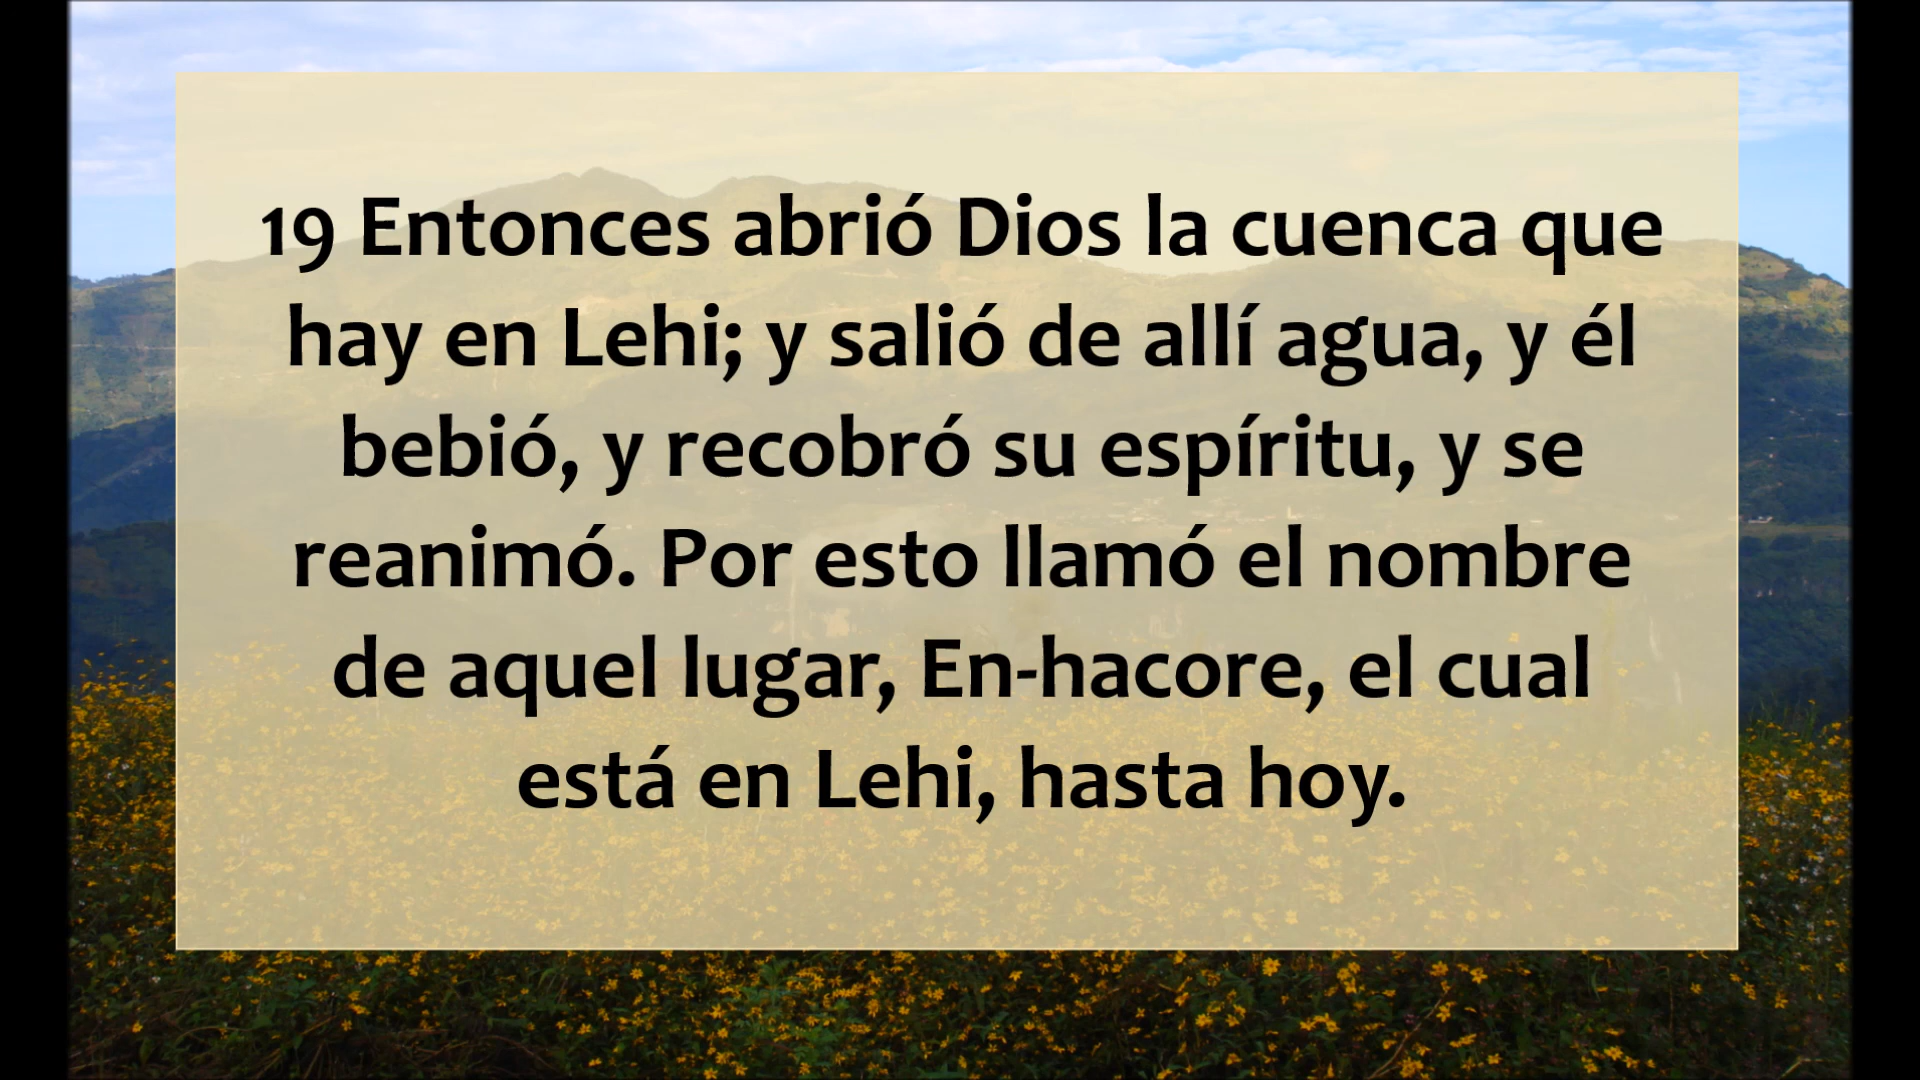 19 Entonces abrió Dios la cuenca que
hay en Lehi; y salió de allí agua, y él
bebió, y recobró su espíritu, y se
reanimó. Por esto llamó el nombre
de aquel lugar, En-hacore, el cual
está en Lehi, hasta hoy.